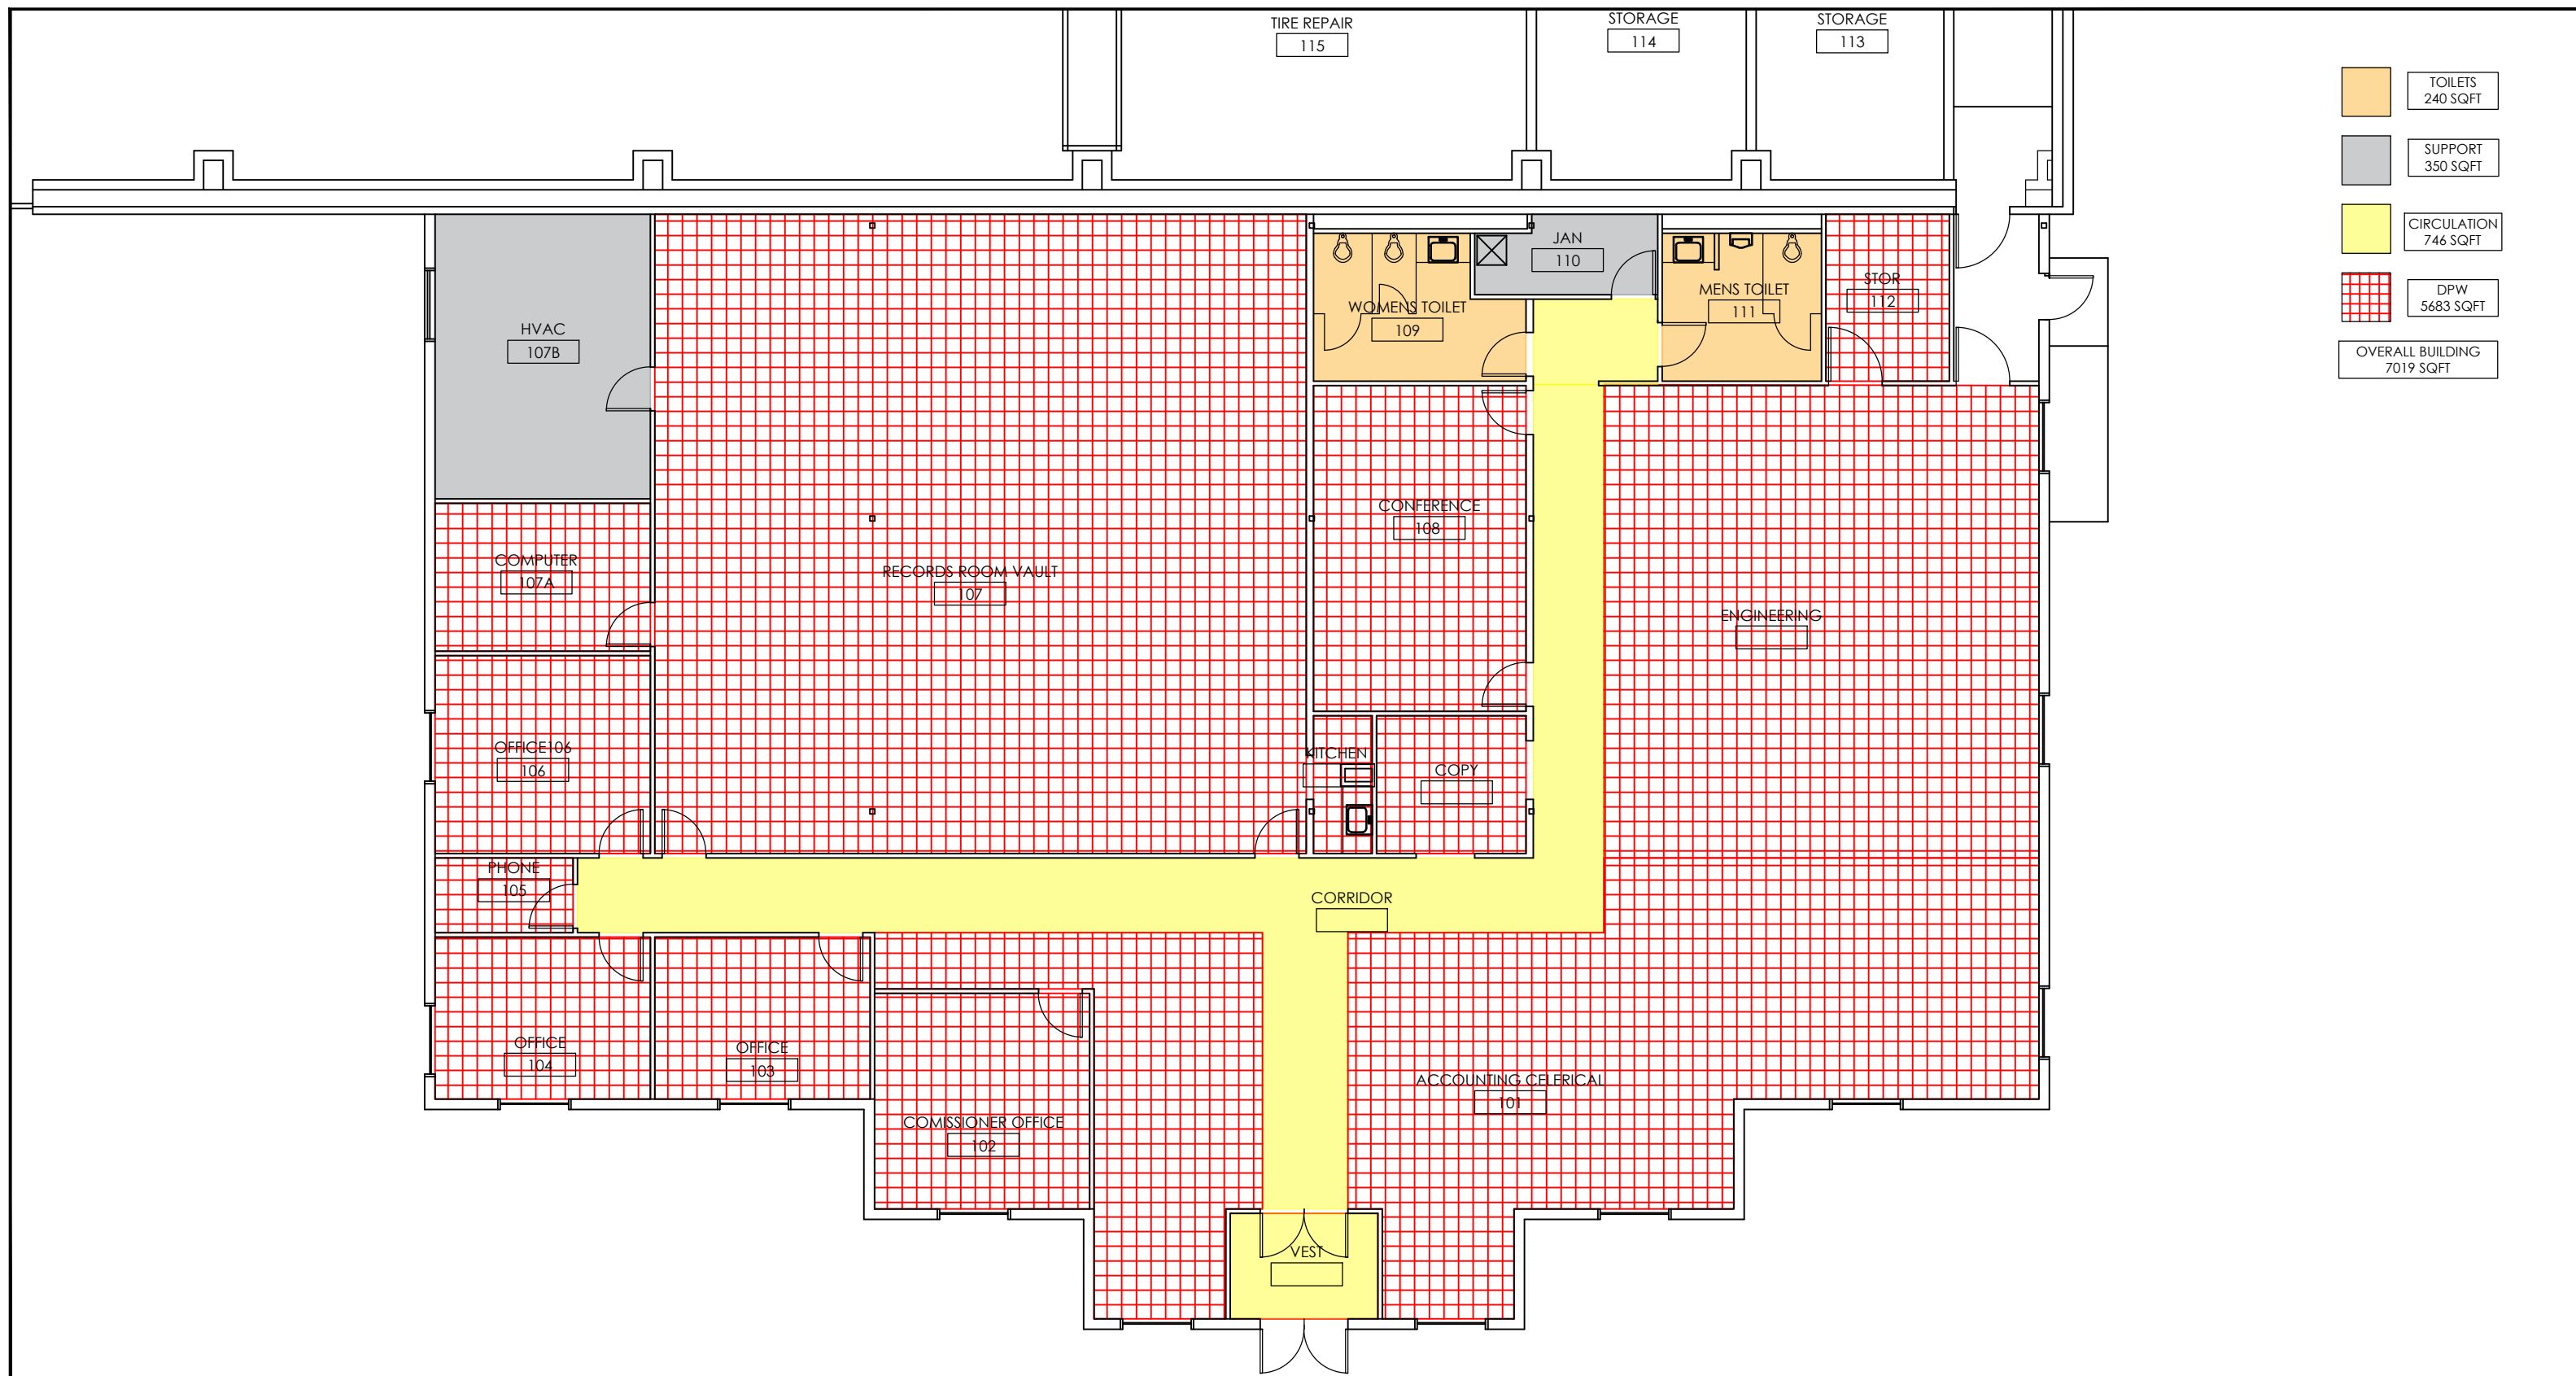 TIRE REPAIR
115
STORAGE
114
STORAGE
113
TOILETS
240 SQFT
SUPPORT
350 SQFT
CIRCULATION
746 SQFT
DPW
5683 SQFT
OVERALL BUILDING
7019 SQFT
JAN
110
WOMENS TOILET
109
MENS TOILET
111
STOR
112
HVAC
107B
CONFERENCE
108
COMPUTER
107A
RECORDS ROOM VAULT
107
ENGINEERING
OFFICE106
106
KITCHEN
COPY
PHONE
105
CORRIDOR
OFFICE
104
OFFICE
103
ACCOUNTING CELFRICAL
101
COMISSIONER OFFICE
102
VEST